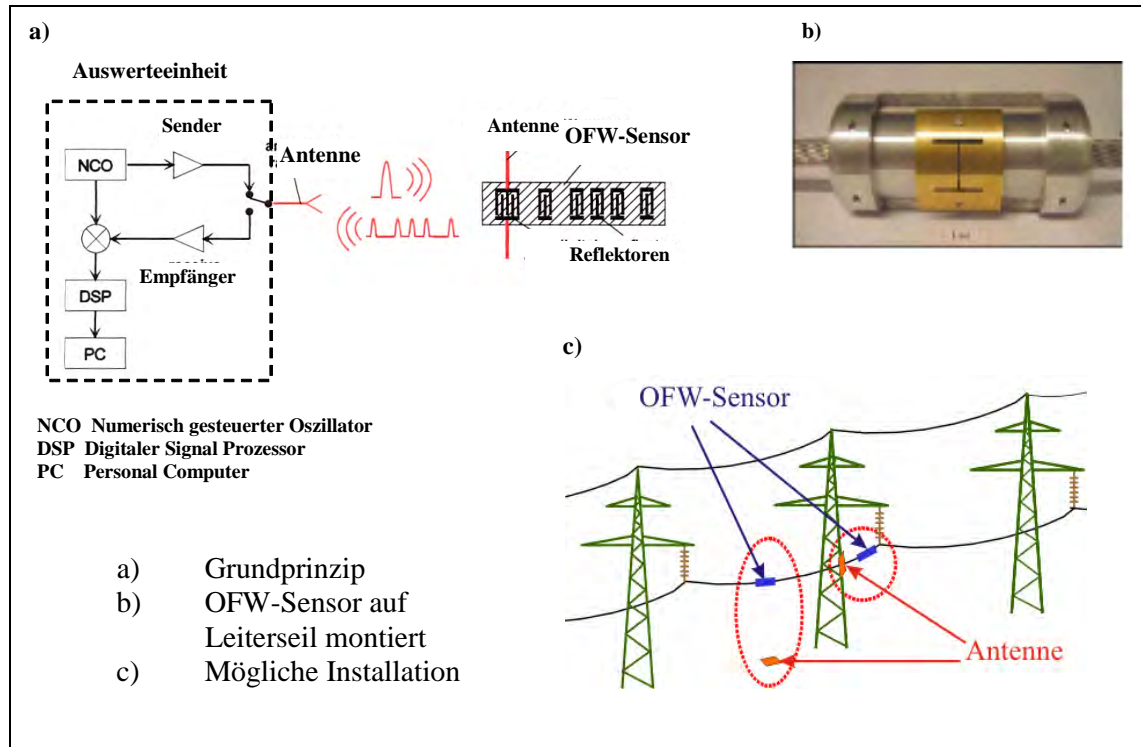 a)
b)
Auswerteeinheit
Sender
Antenne
NCO
Empfänger
DSP
PC
Antenne
OFW-Sensor
Reflektoren
NCO Numerisch gesteuerter Oszillator
DSP Digitaler Signal Prozessor
PC Personal Computer
c)
OFW-Sensor
Antenne
a) Grundprinzip
b) OFW-Sensor auf
Leiterseil montiert
c) Mögliche Installation